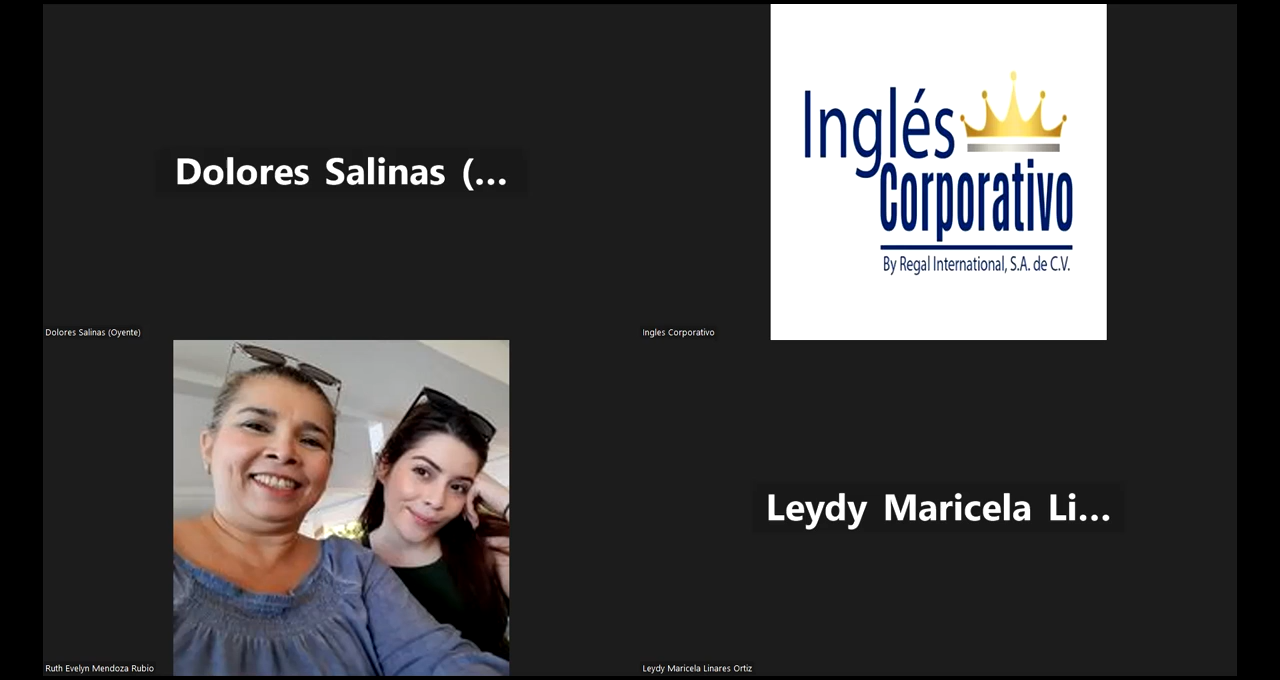 Dolores Salinas (...
Inglés
Corporativo
By Regal International, S.A. de C.V.
Dolores Salinas (Oyente)
Ingles Corporativo
Leydy Maricela Li...
Ruth Evelyn Mendoza Rubio
Leydy Maricela Linares Ortiz